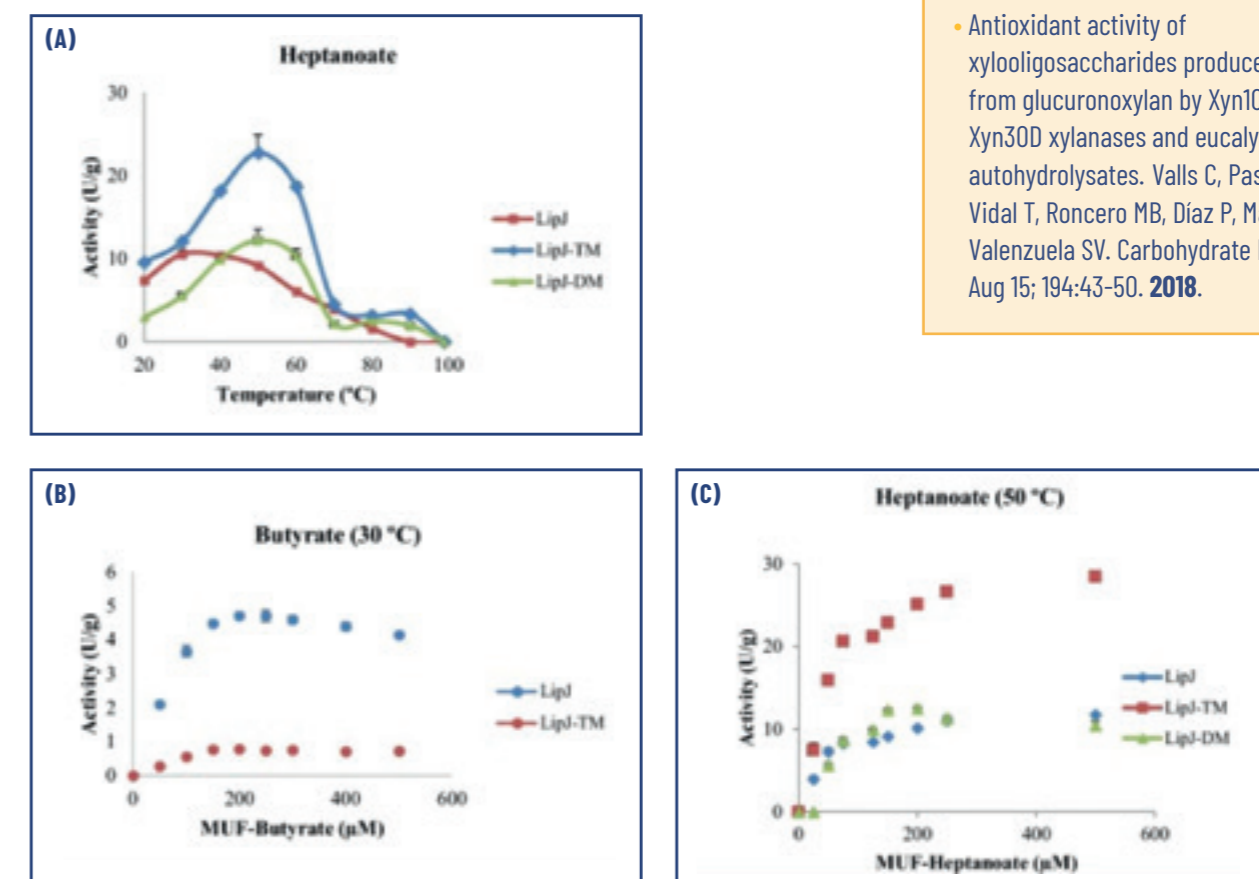 (A)
Heptanoate
30
20
10
0
Activity (U/g)
20 40 60 80 100
Temperature (ºC)
LipJ
LipJ-TM
LipJ-DM
• Antioxidant activity of
xylooligosaccharides produce
from glucuronoxylan by
Xyn30D xylanases and
autohydrolysates. Valls C,
Vidal T, Roncero MB, Díaz P,
Valenzuela SV. Carbohydrate
Aug 15; 194:43-50. 2018.
(B)
Butyrate (30 ºC)
6
5
4
3
2
1
0
Activity (U/g)
0 200 400 600
MUF-Butyrate (µM)
LipJ
LipJ-TM
(C)
Heptanoate (50 ºC)
30
20
10
0
Activity (U/g)
0 200 400 600
MUF-Heptanoate (µM)
LipJ
LipJ-TM
LipJ-DM